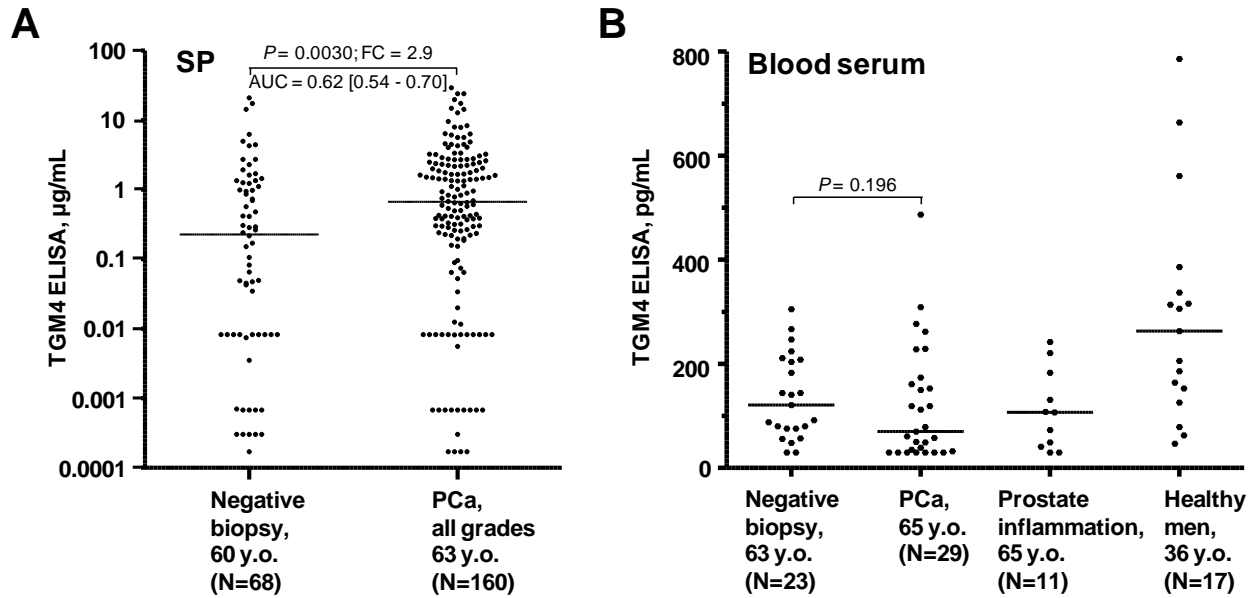 A
SP
P = 0.0030; FC = 2.9
AUC = 0.62 [0.54 - 0.70]
TGM4 ELISA, µg/mL
100
10
1
0.1
0.01
0.001
0.0001
Negative
biopsy,
60 y.o.
(N=68)
PCa,
all grades
63 y.o.
(N=160)
B
Blood serum
P = 0.196
TGM4 ELISA, pg/mL
800
600
400
200
0
Negative
biopsy,
63 y.o.
(N=23)
PCa,
65 y.o.
(N=29)
Prostate
inflammation,
65 y.o.
(N=11)
Healthy
men,
36 y.o.
(N=17)